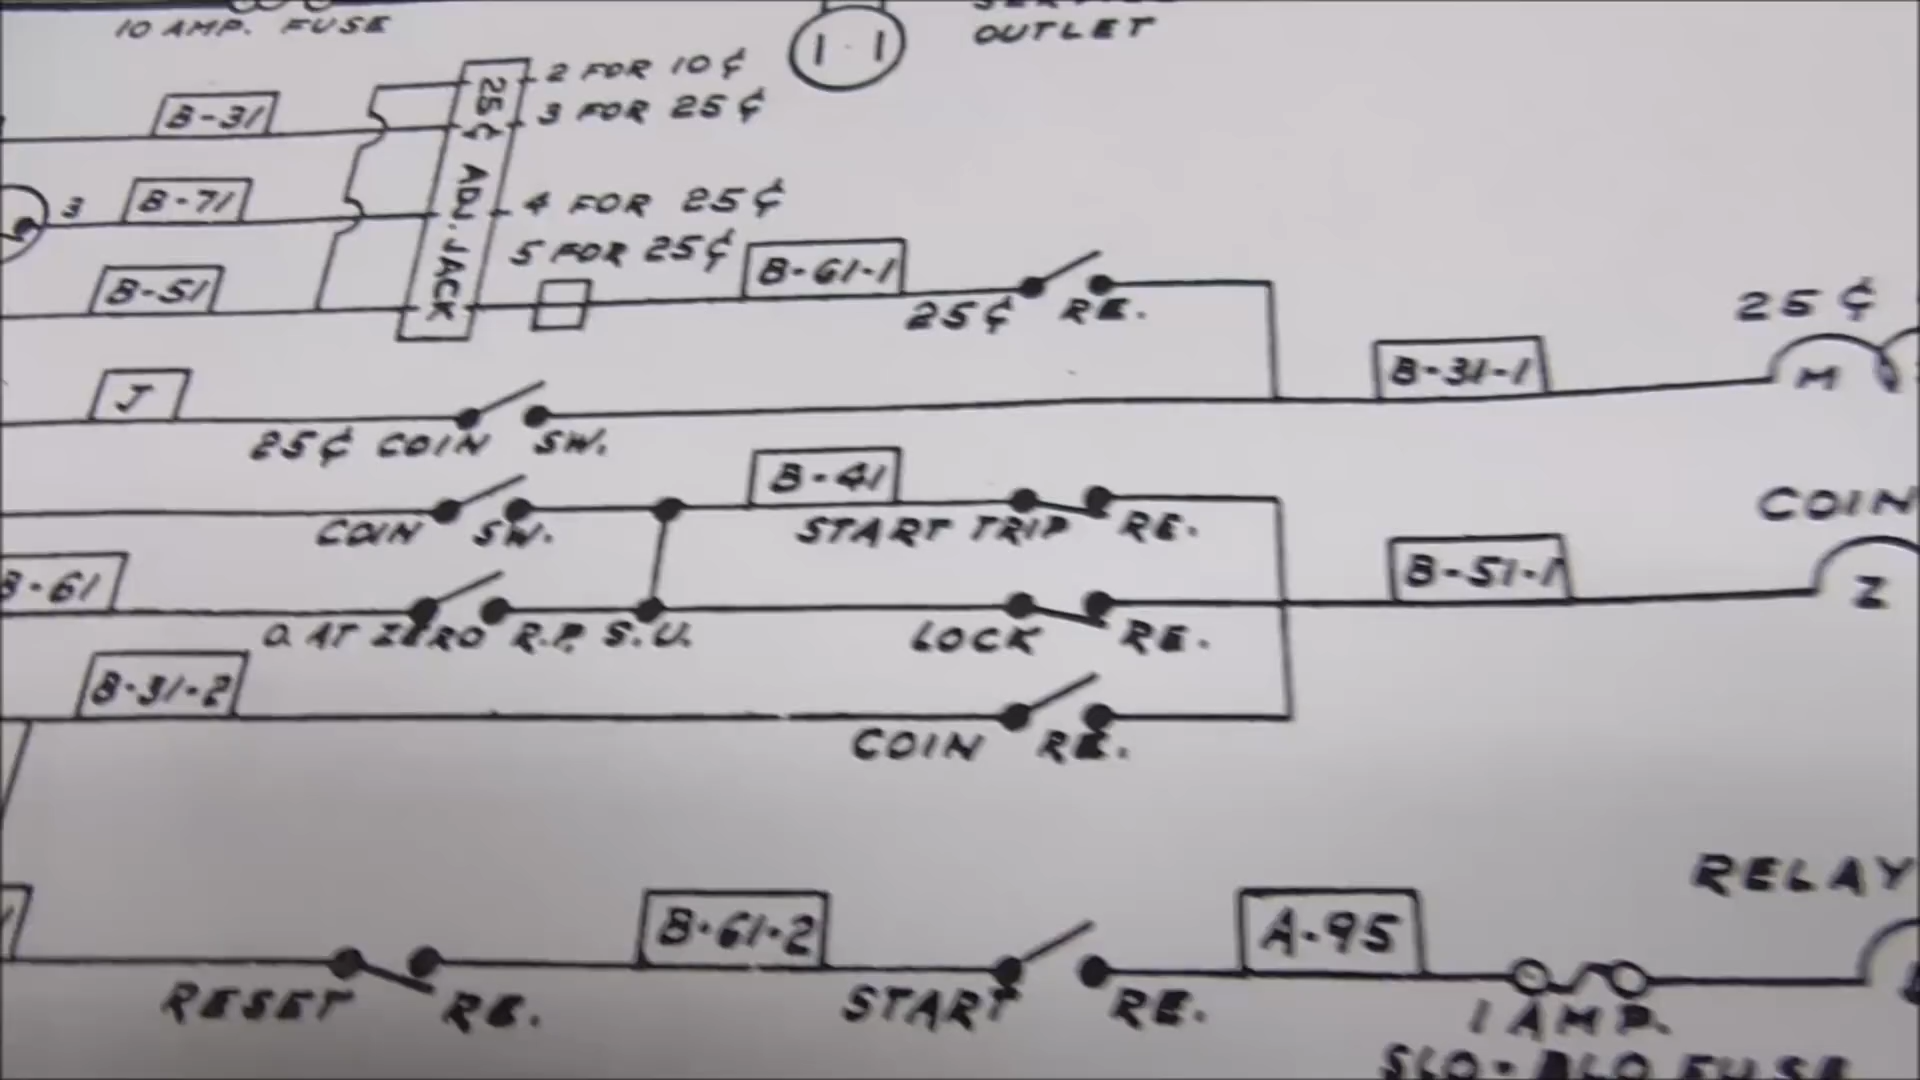 10 AMP. FUSE
OUTLET
25¢ ADJ. JACK
2 FOR 10¢
3 FOR 25¢
B-31
3
B-71
4 FOR 25¢
5 FOR 25¢
B-51
B-61-1
25¢ RE.
25¢
M
B-31-1
J
25¢ COIN SW.
B-41
COIN SW.
START TRIP RE.
COIN
Z
B-51-1
B-61
O. AT ZERO R.P. S.U.
LOCK RE.
B-31-2
COIN RE.
RELAY
B-61-2
A-95
RESET RE.
START RE.
1 AMP.
SLO-BLO FUSE